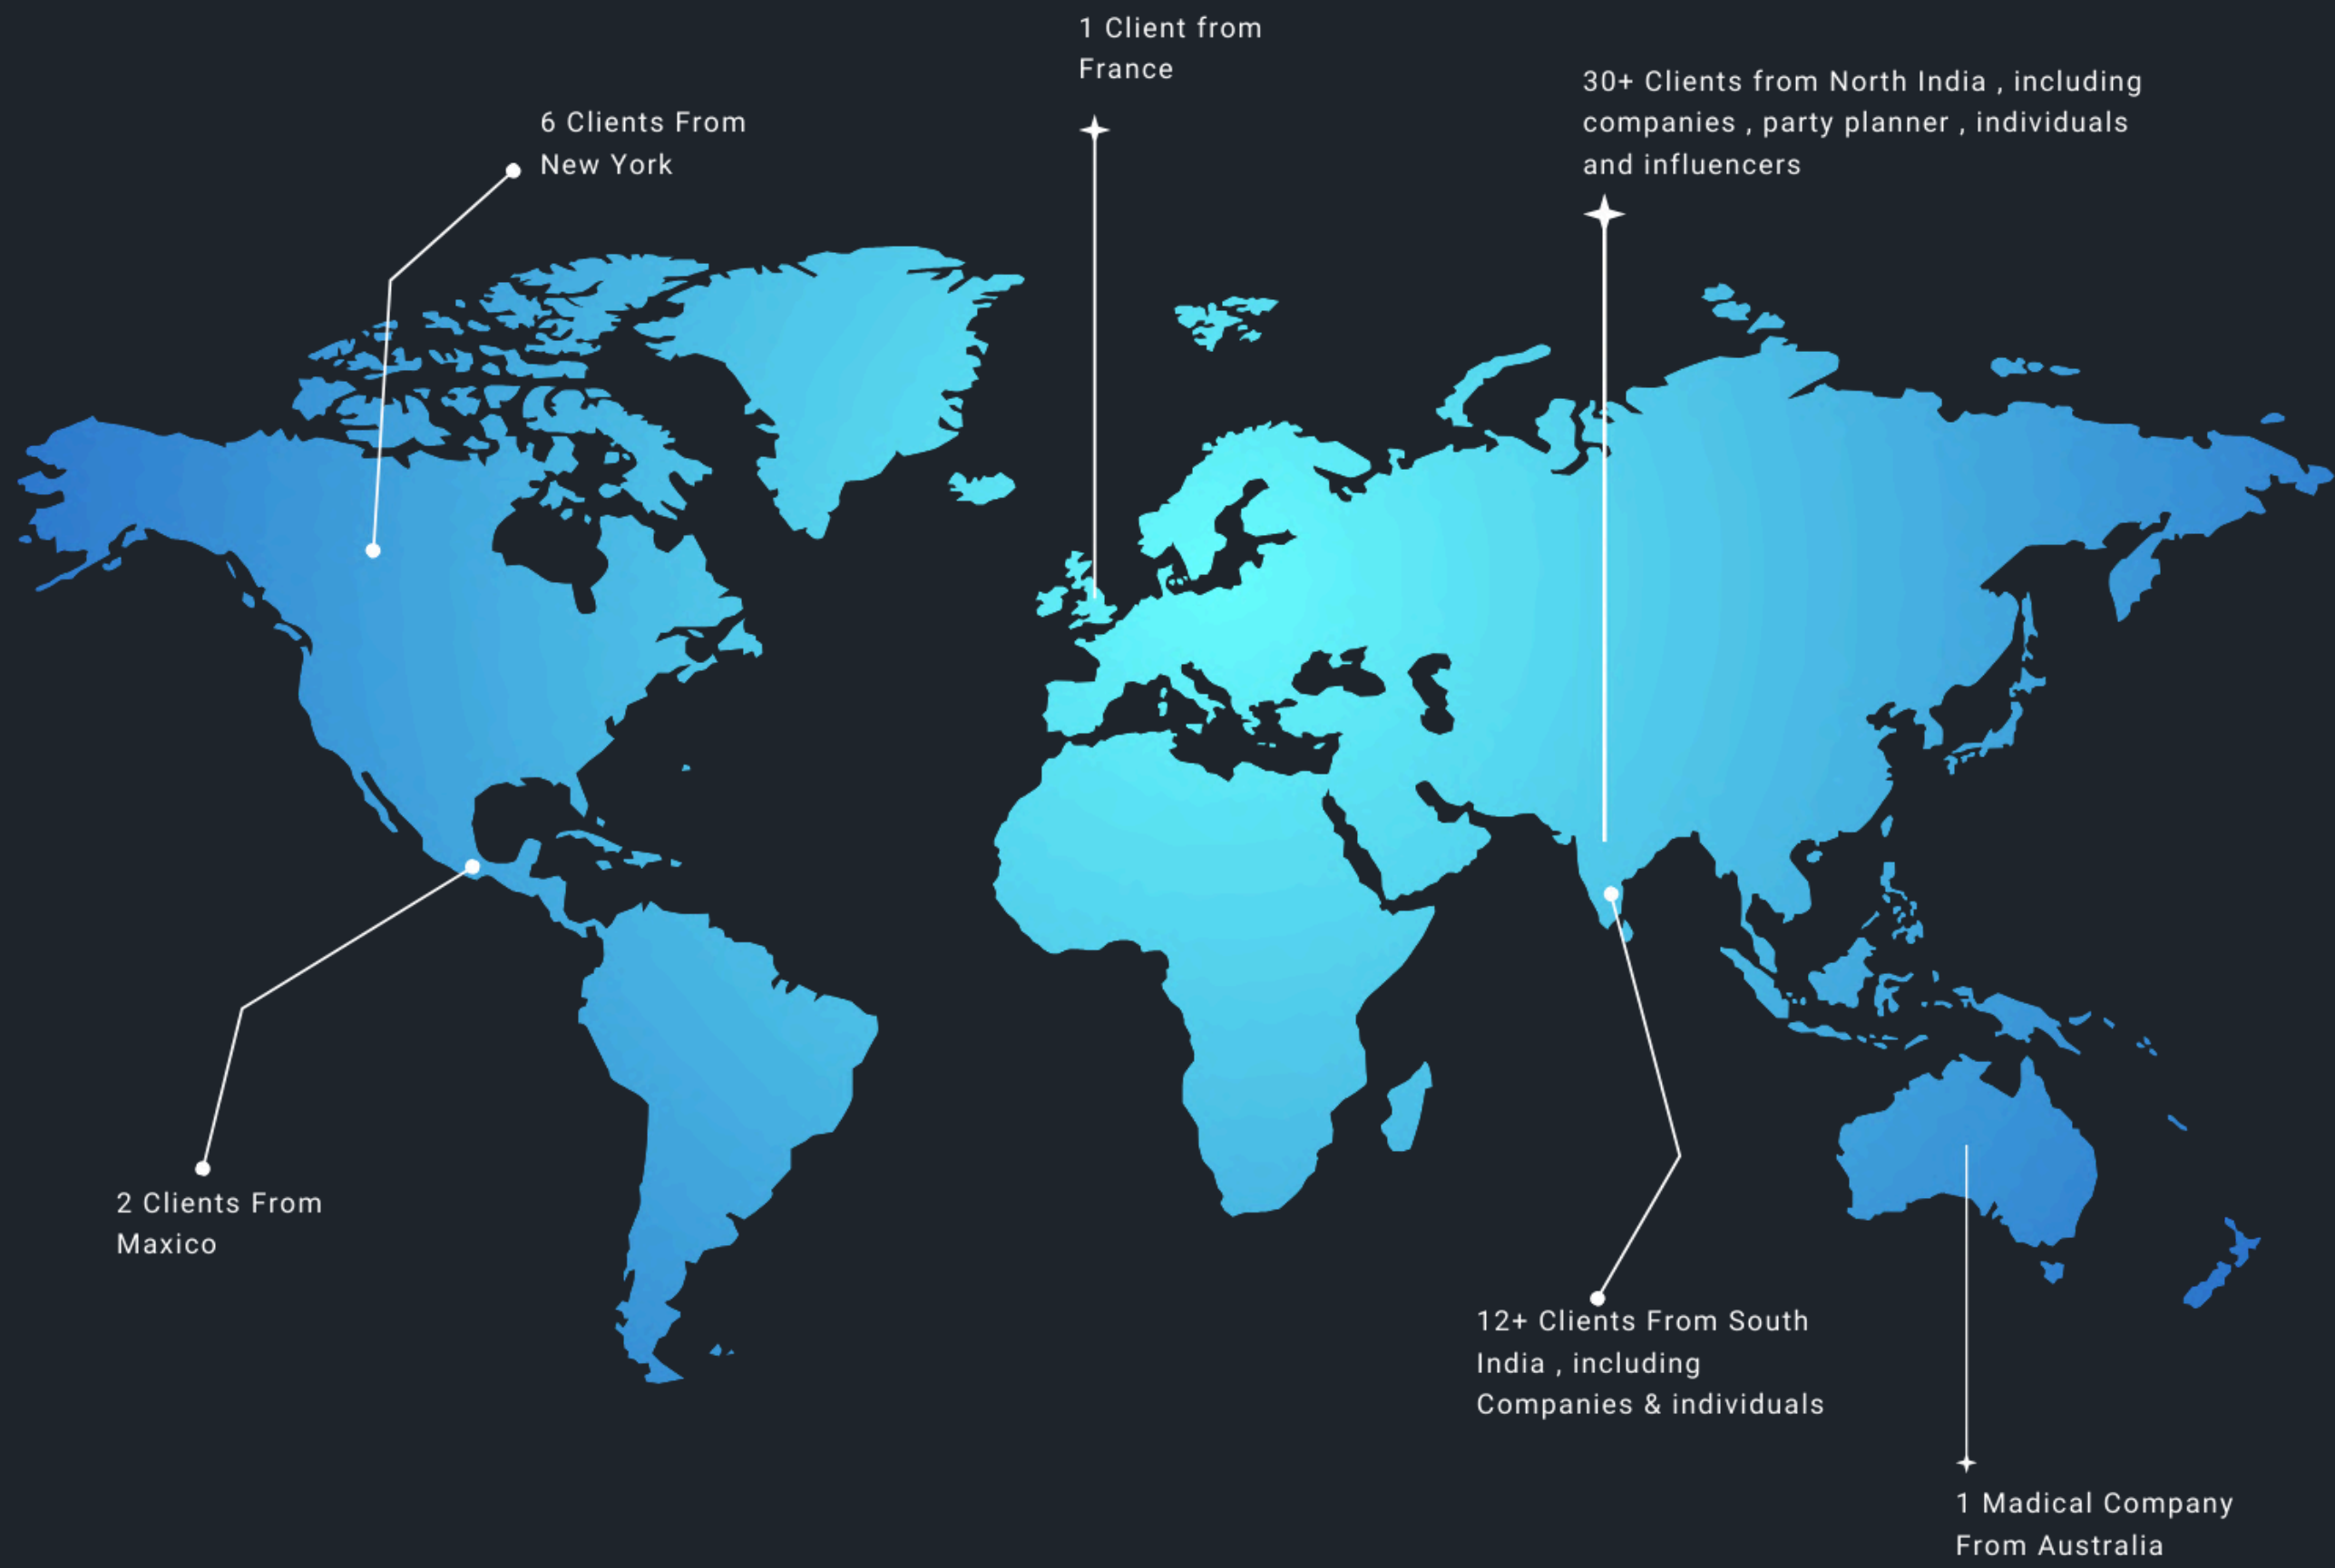 1 Client from
France
6 Clients From
New York
30+ Clients from North India , including
companies , party planner , individuals
and influencers
2 Clients From
Maxico
12+ Clients From South
India , including
Companies & individuals
1 Madical Company
From Australia